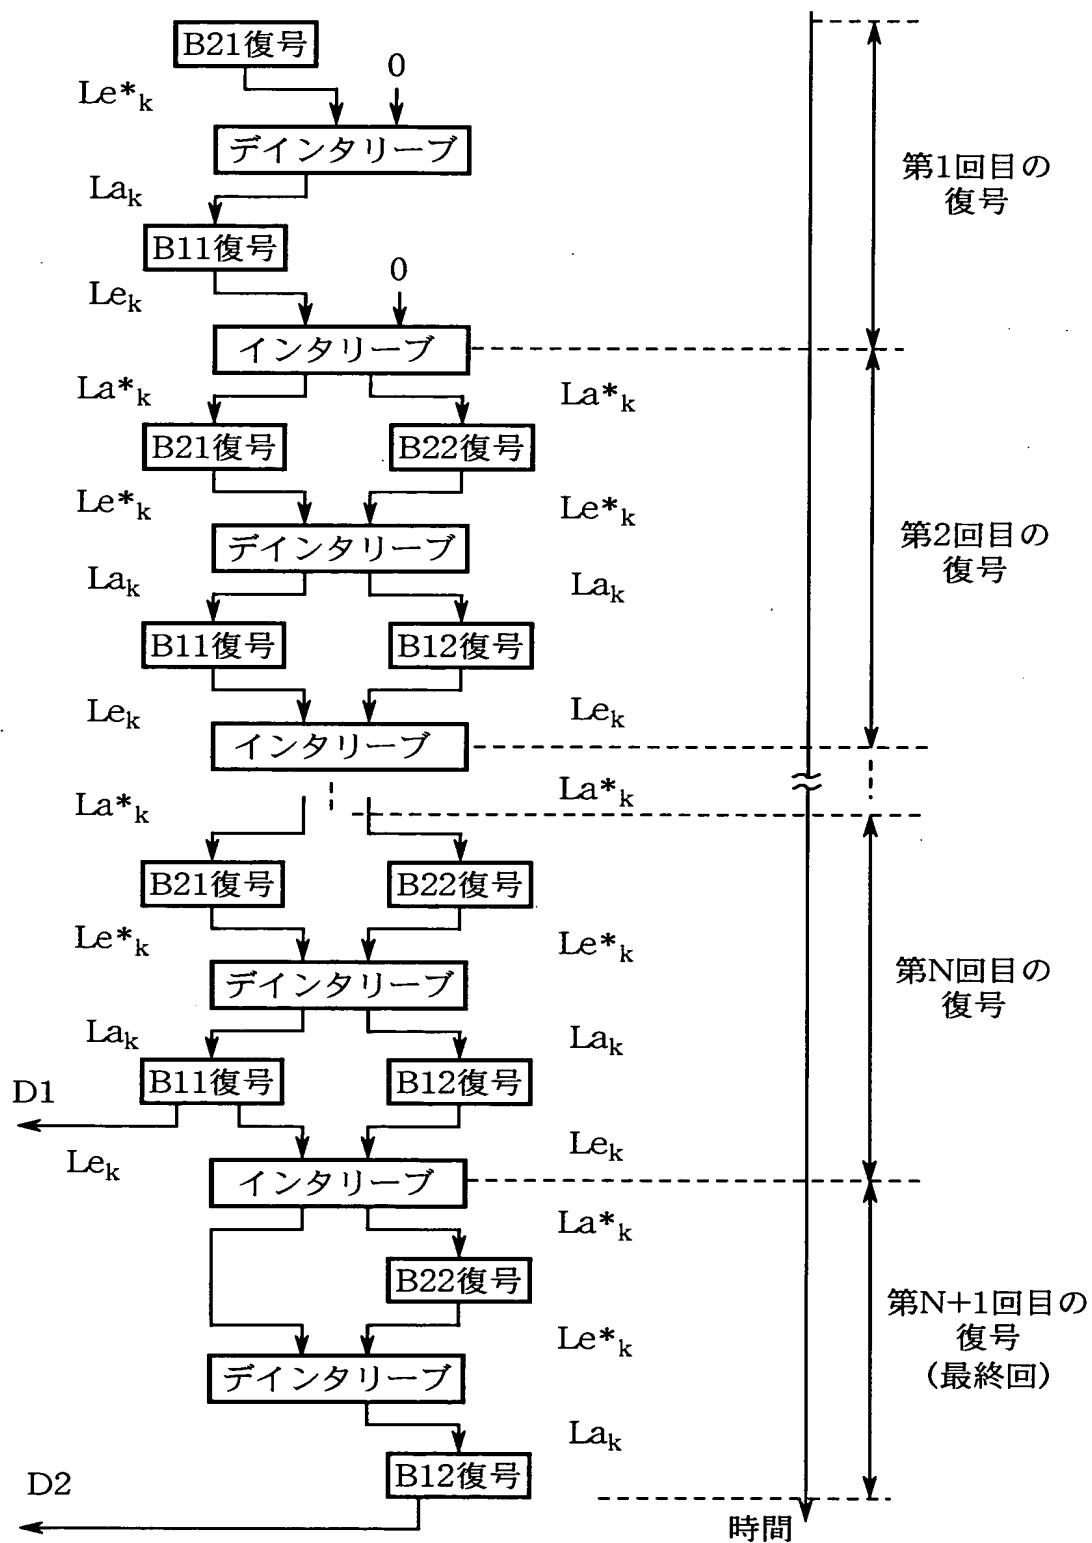 B21復号
0
Le*k
デインタリーブ
Lak
第1回目の
復号
B11復号
0
Lek
インタリーブ
La*k
La*k
B21復号
B22復号
Le*k
Le*k
デインタリーブ
第2回目の
復号
Lak
Lak
B11復号
B12復号
Lek
Lek
インタリーブ
La*k
La*k
B21復号
B22復号
Le*k
Le*k
デインタリーブ
第N回目の
復号
Lak
Lak
B11復号
B12復号
D1
Lek
Lek
インタリーブ
La*k
B22復号
第N+1回目の
復号
(最終回)
Le*k
デインタリーブ
Lak
B12復号
D2
時間